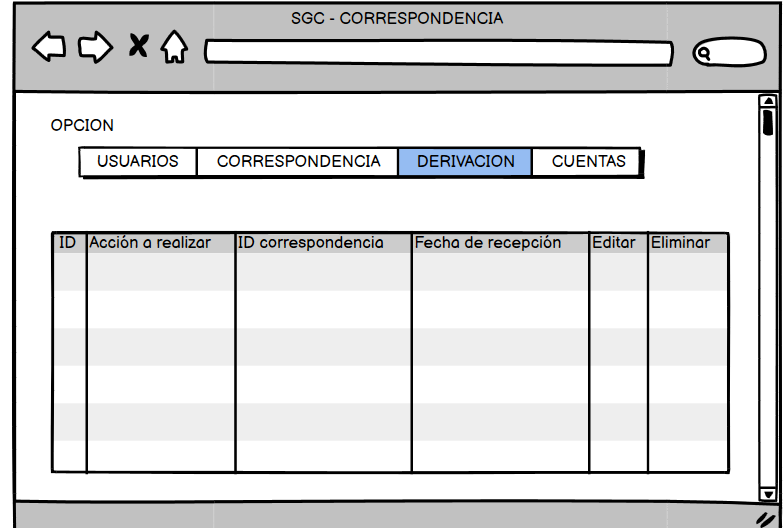 SGC - CORRESPONDENCIA
OPCION
USUARIOS CORRESPONDENCIA DERIVACION CUENTAS
ID Acción a realizar ID correspondencia Fecha de recepción Editar Eliminar